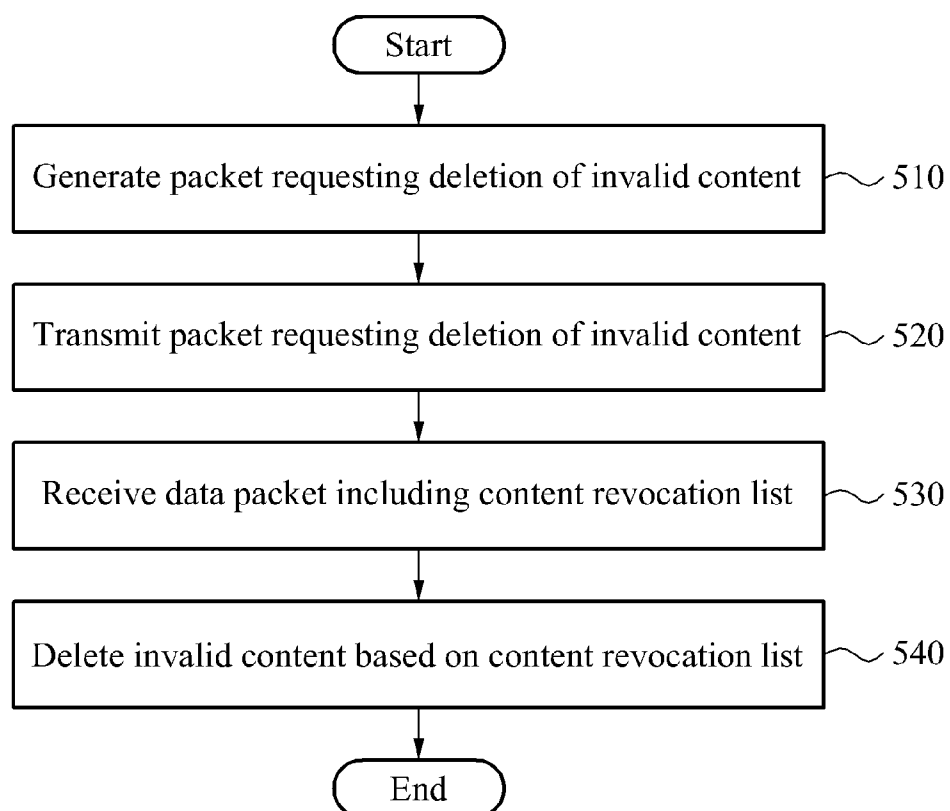 Start
Generate packet requesting deletion of invalid content
510
Transmit packet requesting deletion of invalid content
520
Receive data packet including content revocation list
530
Delete invalid content based on content revocation list
540
End